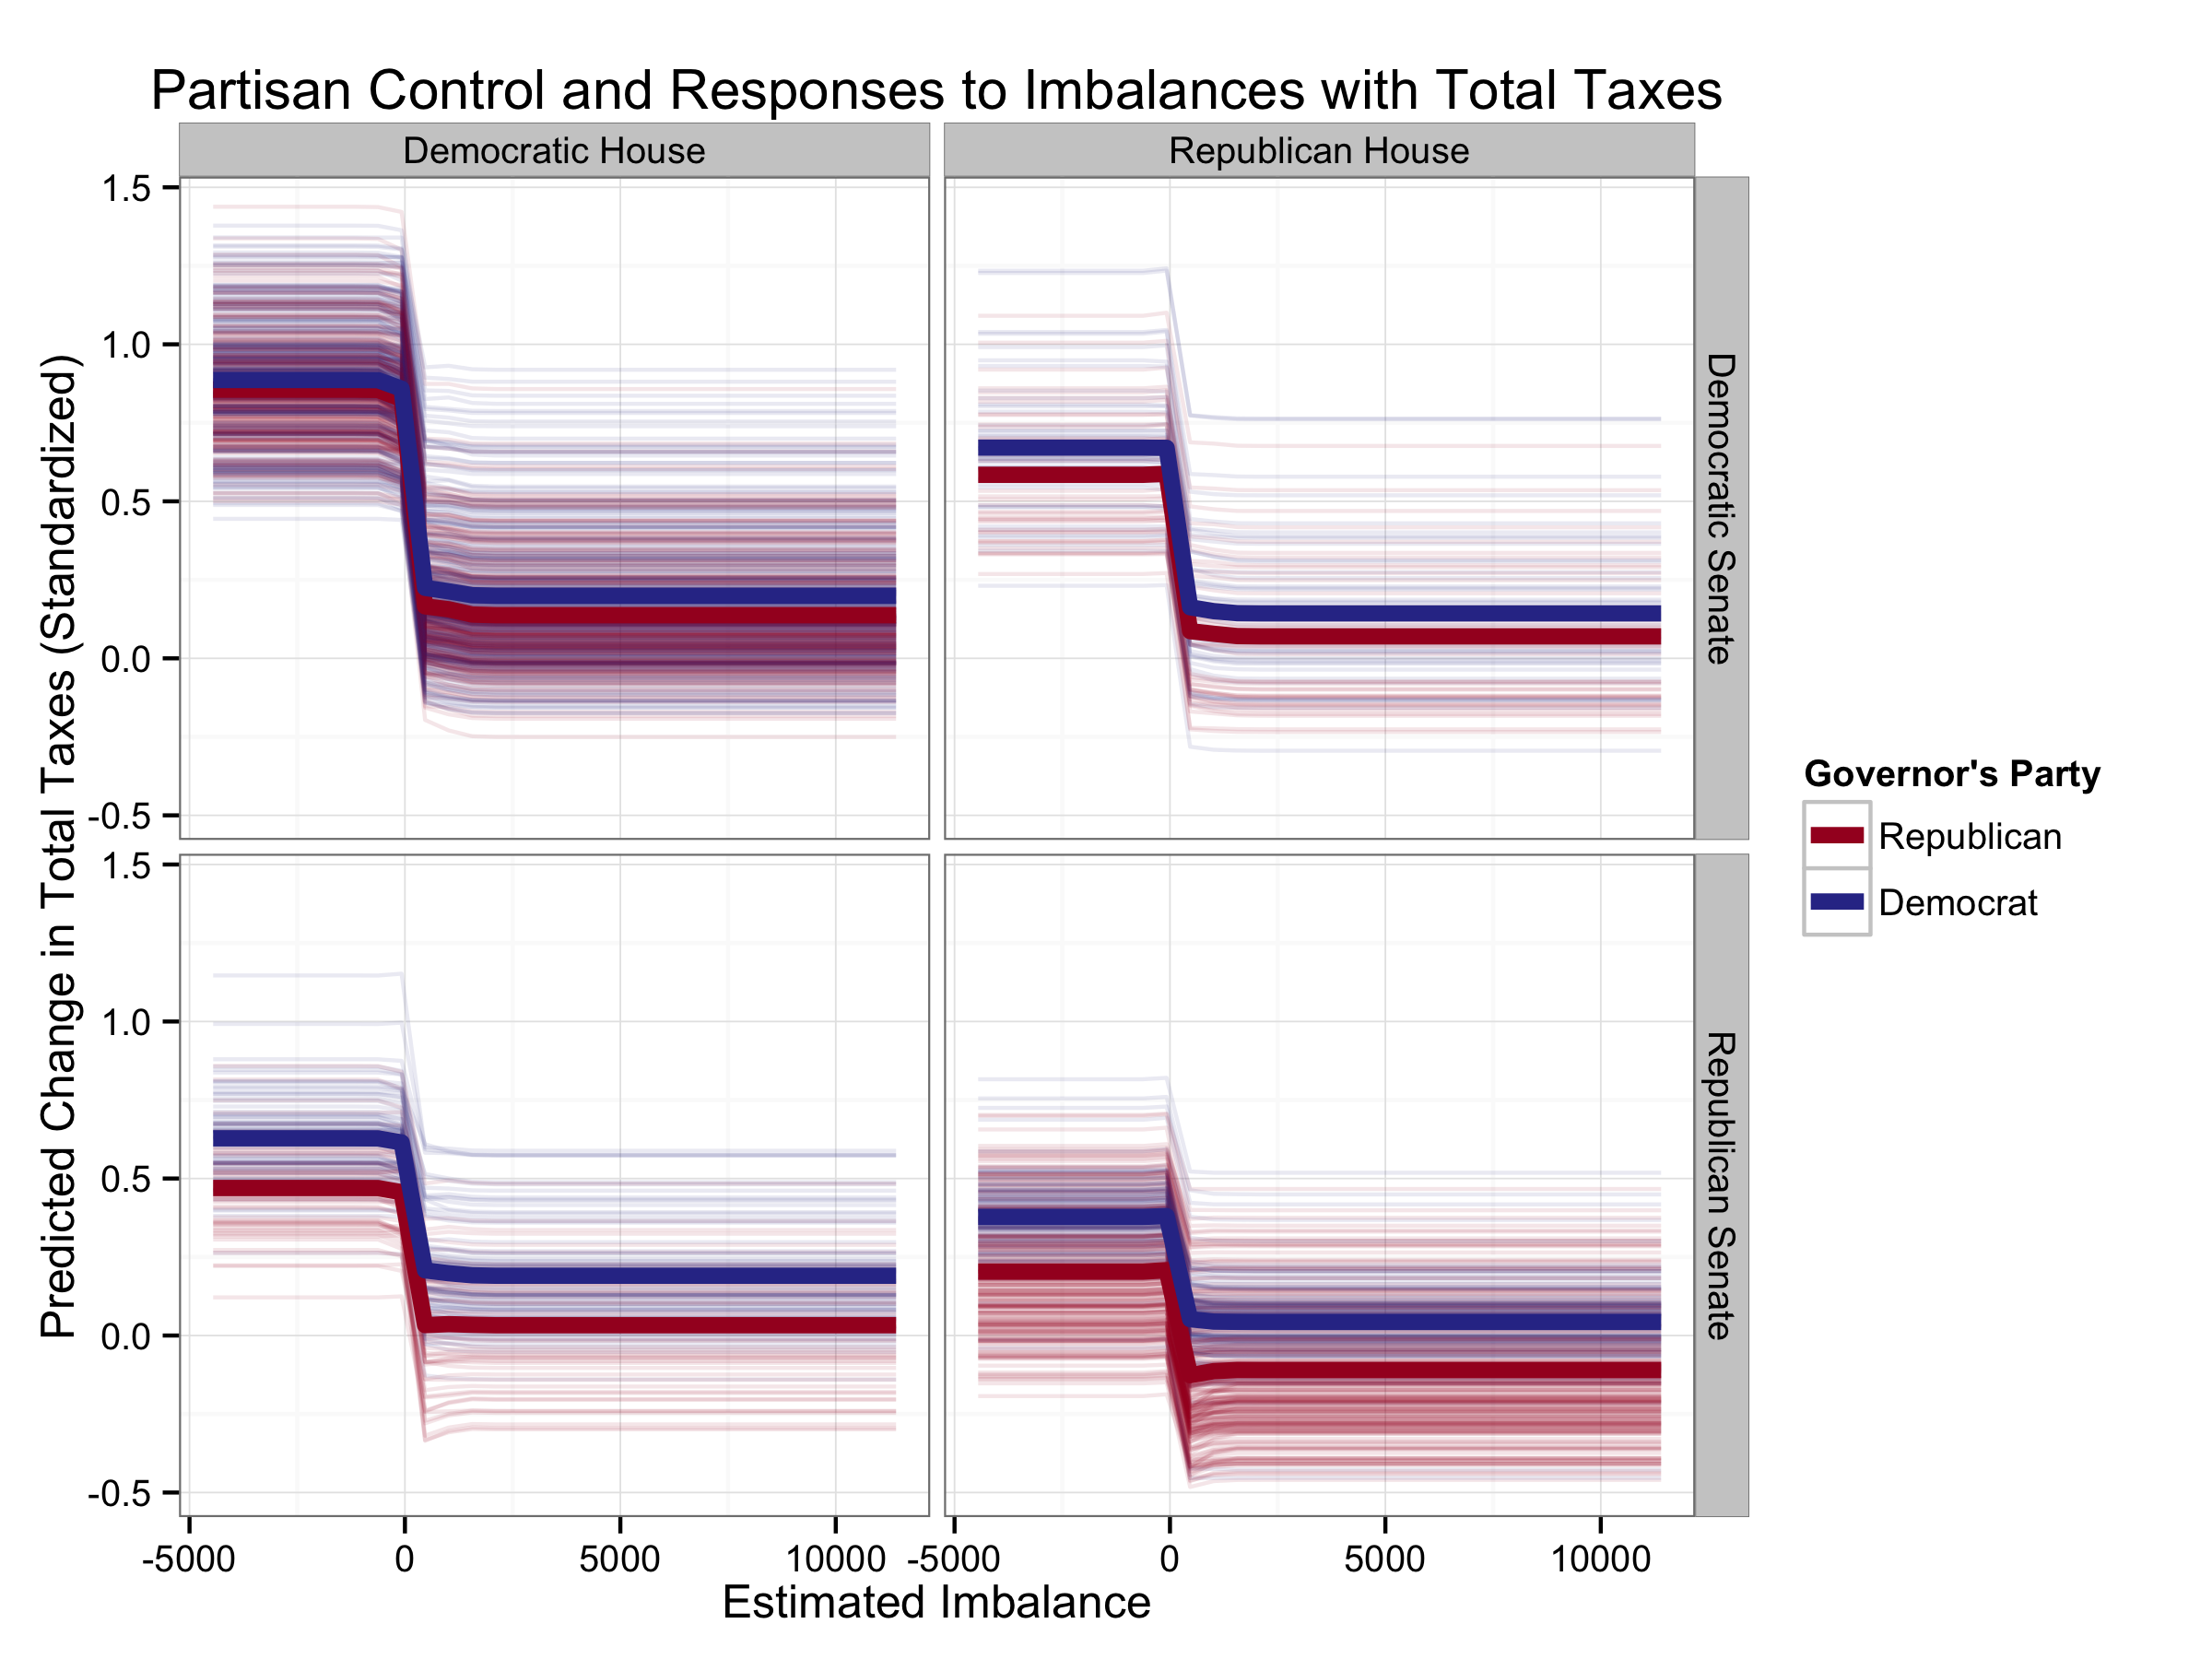 Partisan Control and Responses to Imbalances with Total Taxes
Democratic House
Republican House
Predicted Change in Total Taxes (Standardized)
1.5
1.0
0.5
0.0
-0.5
Democratic Senate
1.5
1.0
0.5
0.0
-0.5
Republican Senate
-5000
0
5000
10000
-5000
0
5000
10000
Estimated Imbalance
Governor's Party
Republican
Democrat